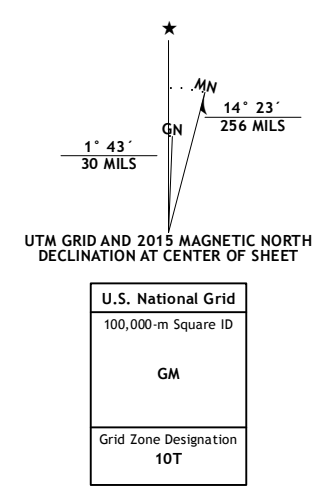 ★
MN
GN
14° 23´
256 MILS
1° 43´
30 MILS
UTM GRID AND 2015 MAGNETIC NORTH
DECLINATION AT CENTER OF SHEET
U.S. National Grid
100,000-m Square ID
GM
Grid Zone Designation
10T